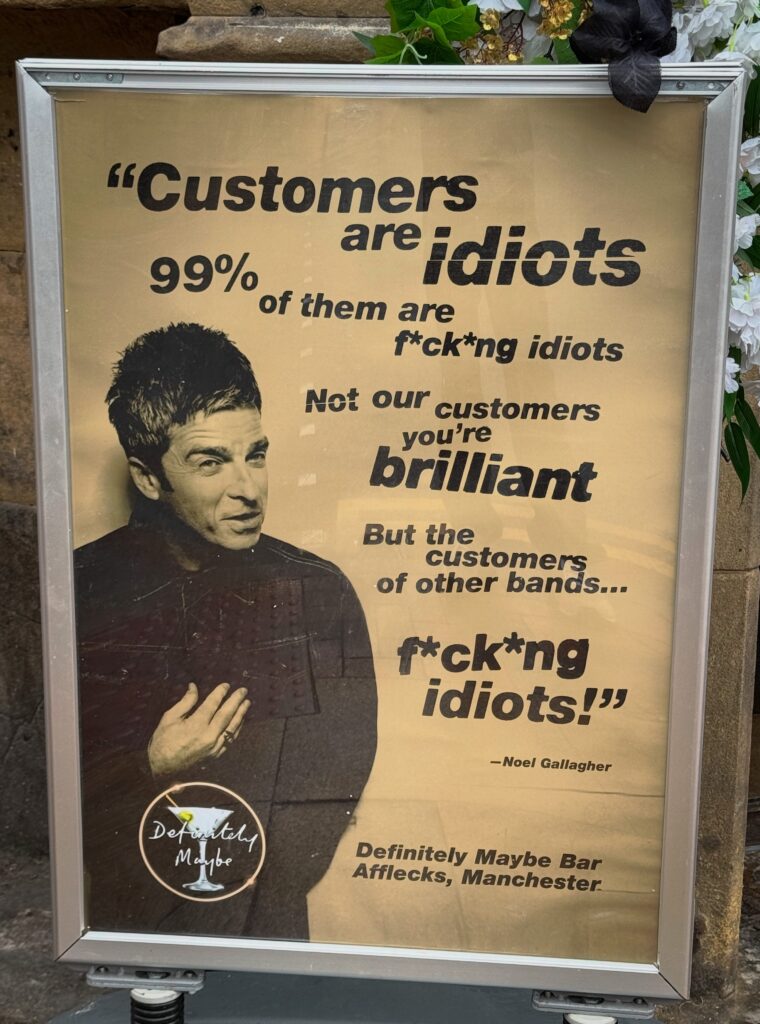 “Customers
are idiots
99%
of them are
f*ck*ng idiots
Not our customers
you're
brilliant
But the
customers
of other bands...
f*ck*ng
idiots!”
—Noel Gallagher
Definitely
Maybe
Definitely Maybe Bar
Afflecks, Manchester